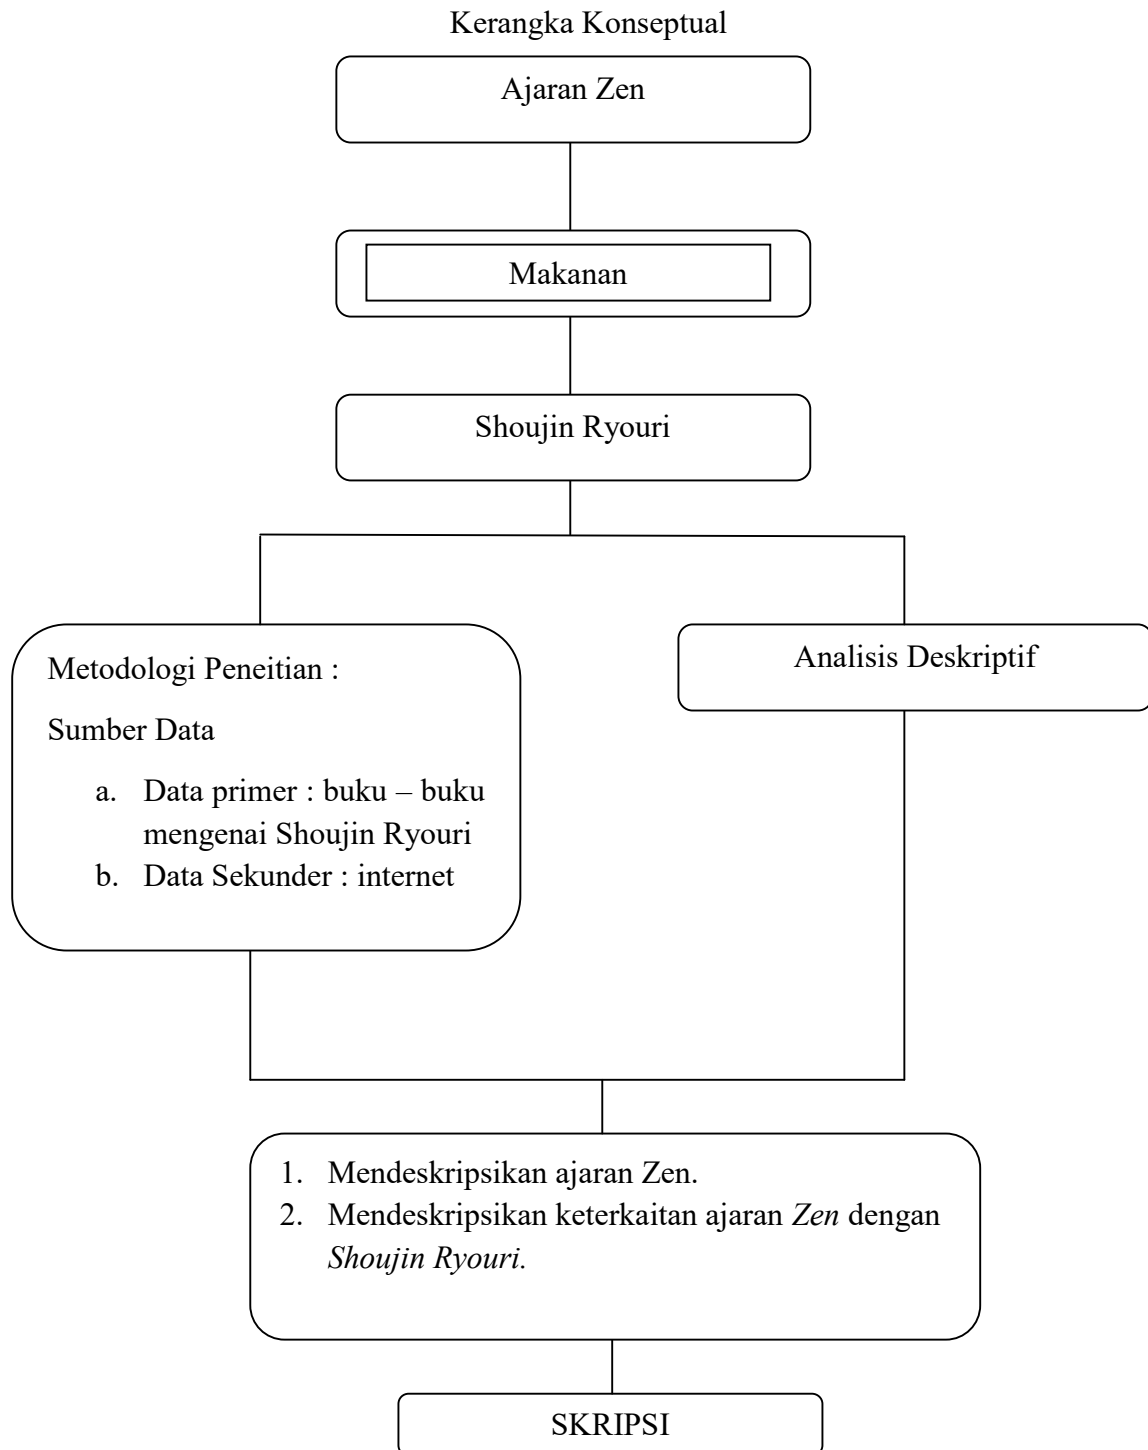 Kerangka Konseptual
Ajaran Zen
Makanan
Shoujin Ryouri
Metodologi Peneitian :
Sumber Data
a. Data primer : buku – buku
mengenai Shoujin Ryouri
b. Data Sekunder : internet
Analisis Deskriptif
1. Mendeskripsikan ajaran Zen.
2. Mendeskripsikan keterkaitan ajaran Zen dengan
Shoujin Ryouri.
SKRIPSI